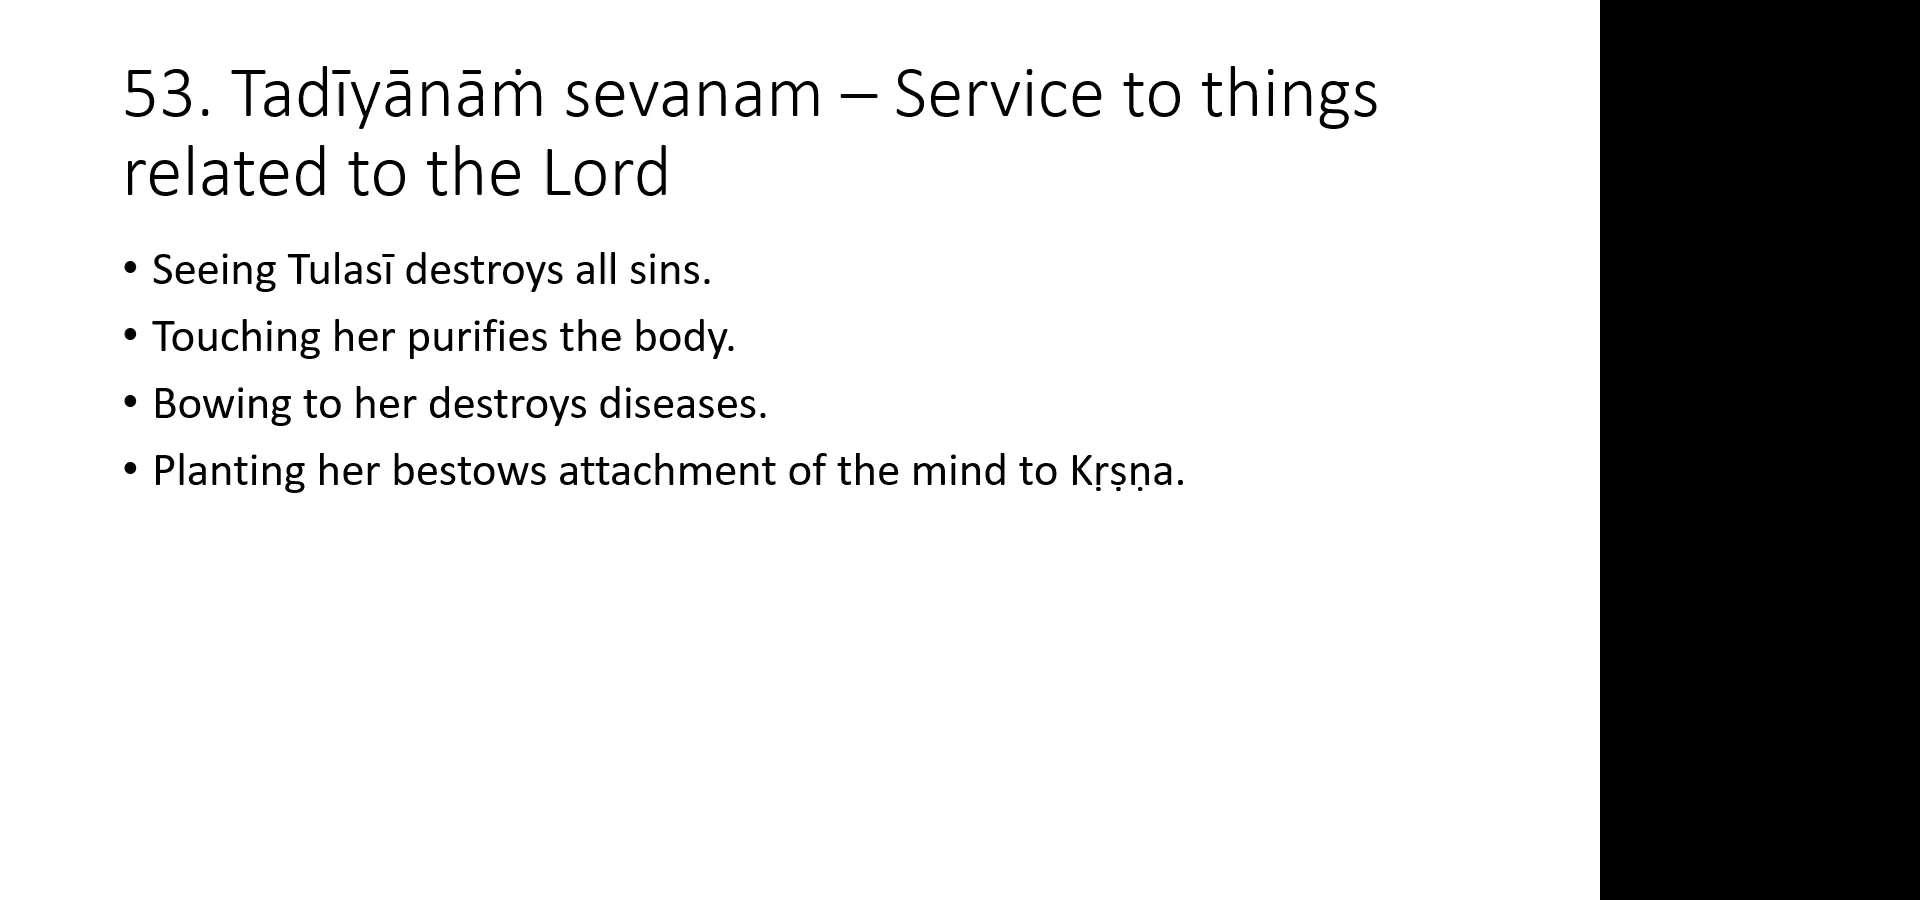 53. Tadīyānāṁ sevanam – Service to things
related to the Lord
• Seeing Tulasī destroys all sins.
• Touching her purifies the body.
• Bowing to her destroys diseases.
• Planting her bestows attachment of the mind to Kṛṣṇa.